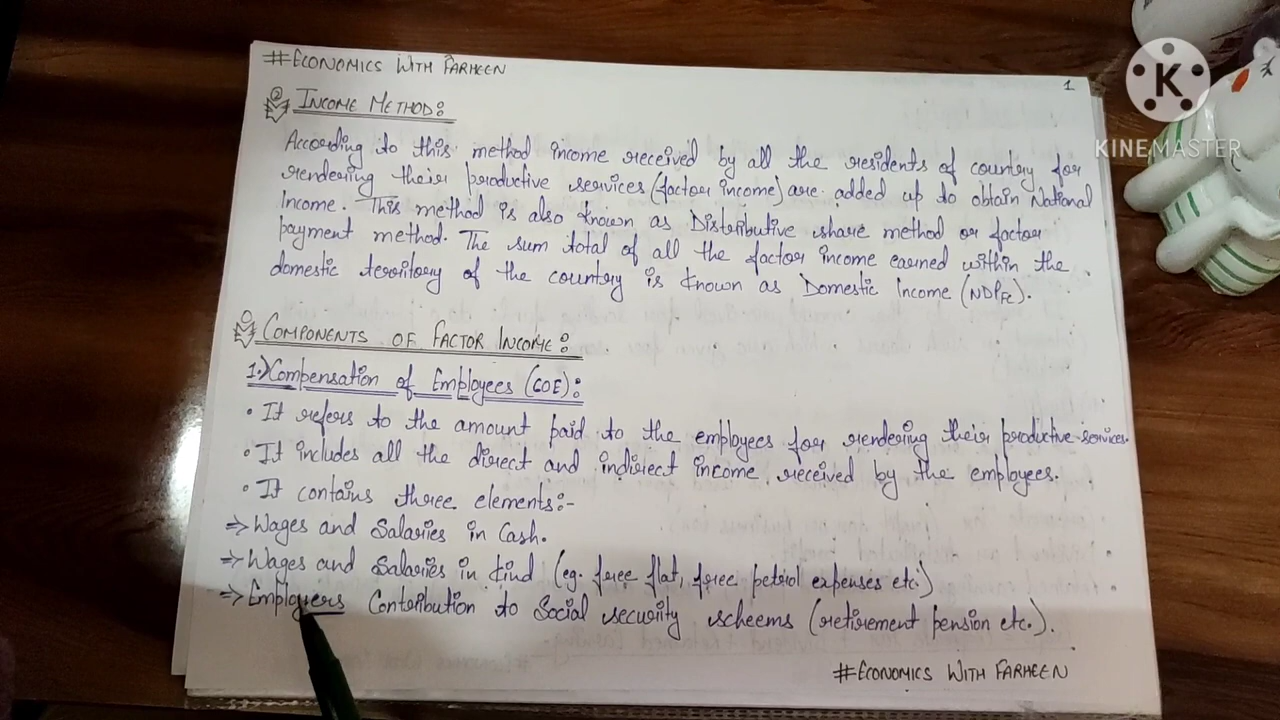 #ECONOMICS WITH FARHEEN
1
② INCOME METHOD:
According to this method income received by all the residents of country for
rendering their productive services (factor income) are added up to obtain National
Income. This method is also known as Distributive share method or factor
payment method. The sum total of all the factor income earned within the
domestic territory of the country is known as Domestic Income (NDPFC).
COMPONENTS OF FACTOR INCOME:
1.) Compensation of Employees (COE):
• It refers to the amount paid to the employees for rendering their productive services.
• It includes all the direct and indirect income received by the employees.
• It contains three elements:-
⇒ Wages and Salaries in Cash.
⇒ Wages and Salaries in kind (eg. free flat, free petrol expenses etc.)
⇒ Employers Contribution to Social security scheems (retirement pension etc.).
#ECONOMICS WITH FARHEEN
K
KINEMASTER